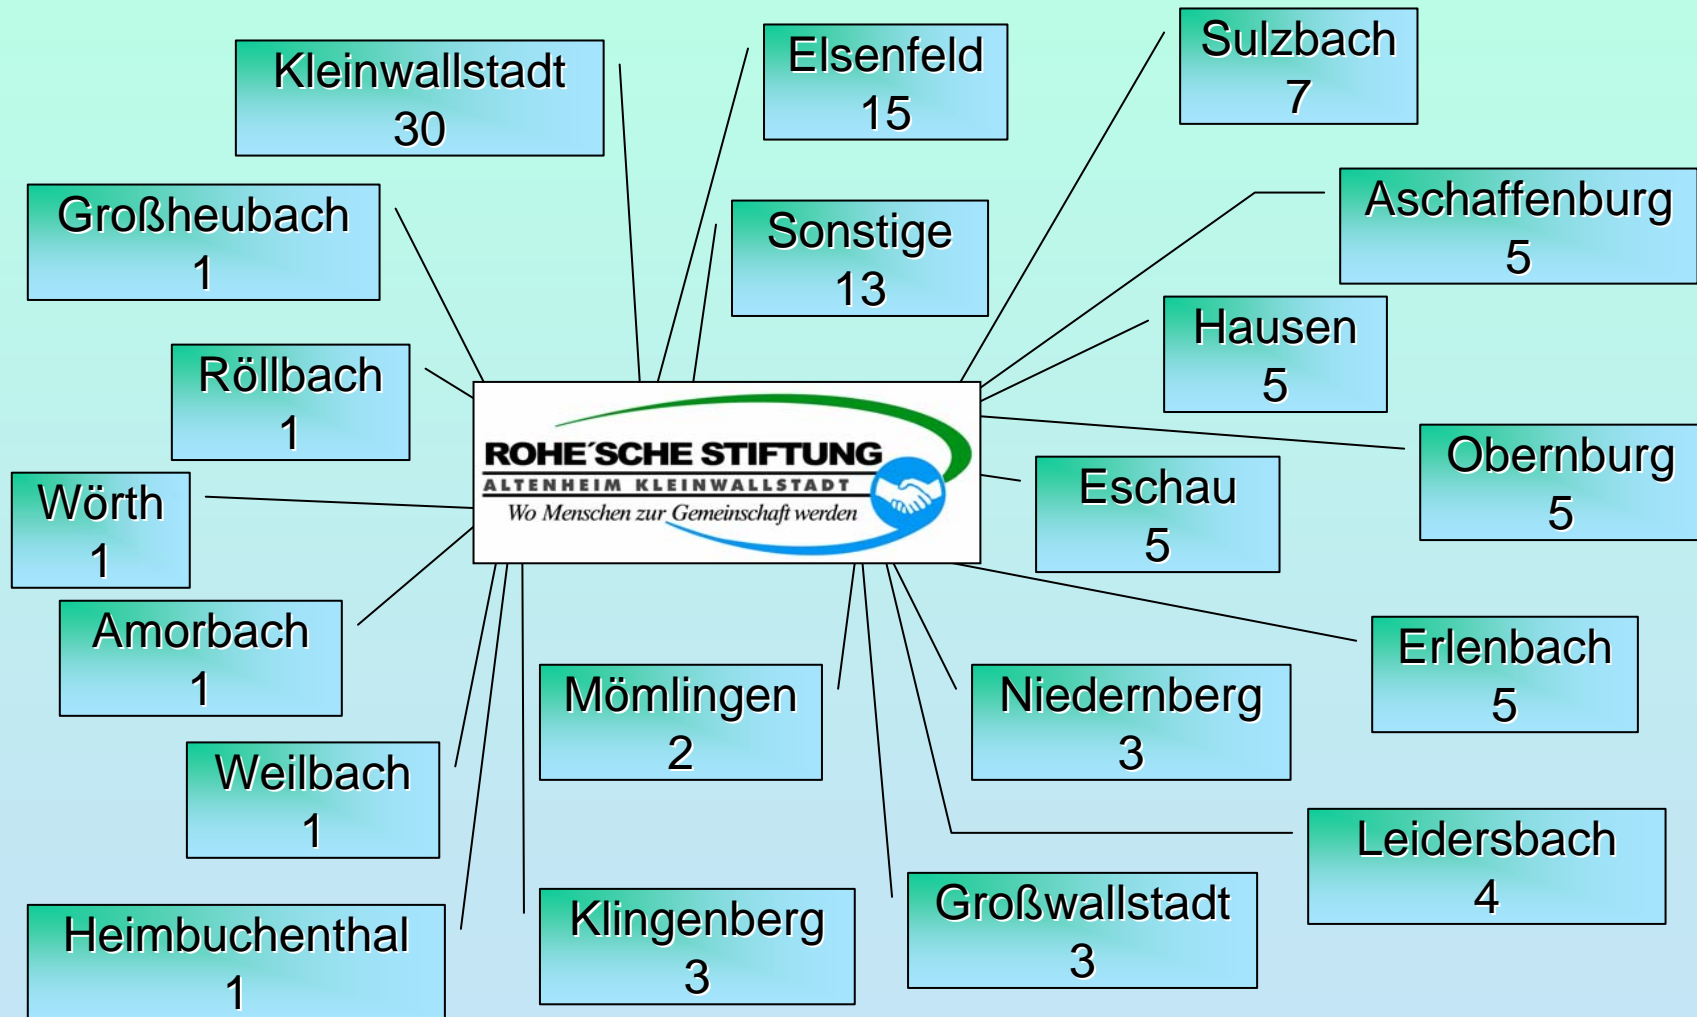 Kleinwallstadt
30
Elsenfeld
15
Sulzbach
7
Großheubach
1
Sonstige
13
Aschaffenburg
5
Röllbach
1
Hausen
5
ROHE´SCHE STIFTUNG
ALTENHEIM KLEINWALLSTADT
Wo Menschen zur Gemeinschaft werden
Obernburg
5
Wörth
1
Eschau
5
Amorbach
1
Erlenbach
5
Mömlingen
2
Niedernberg
3
Weilbach
1
Leidersbach
4
Heimbuchenthal
1
Klingenberg
3
Großwallstadt
3